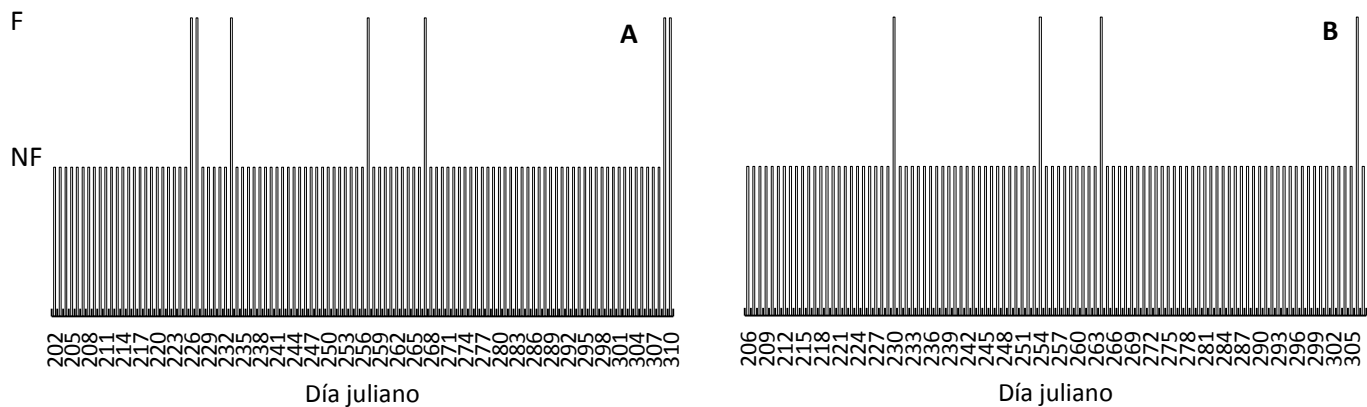 F
A
B
NF
202 205 208 211 214 217 220 223 226 229 232 235 238 241 244 247 250 253 256 259 262 265 268 271 274 277 280 283 286 289 292 295 298 301 304 307 310
206 209 212 215 218 221 224 227 230 233 236 239 242 245 248 251 254 257 260 263 266 269 272 275 278 281 284 287 290 293 296 299 302 305
Día juliano
Día juliano